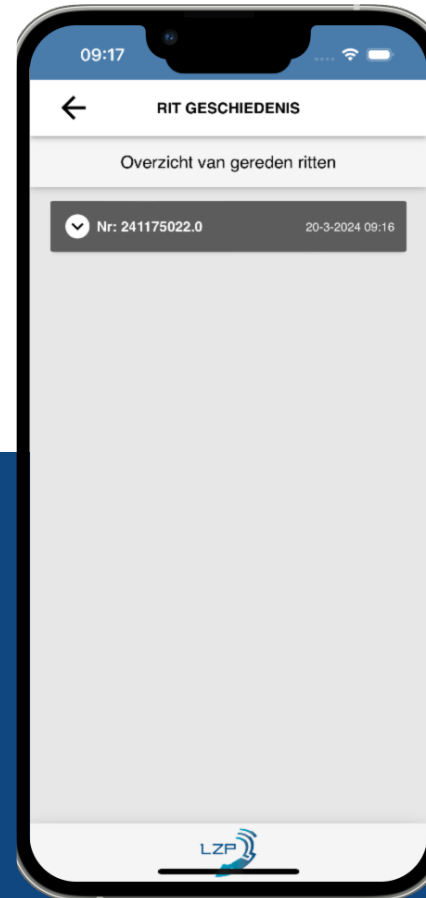 09:17
RIT GESCHIEDENIS
Overzicht van gereden ritten
Nr: 241175022.0
20-3-2024 09:16
LZP